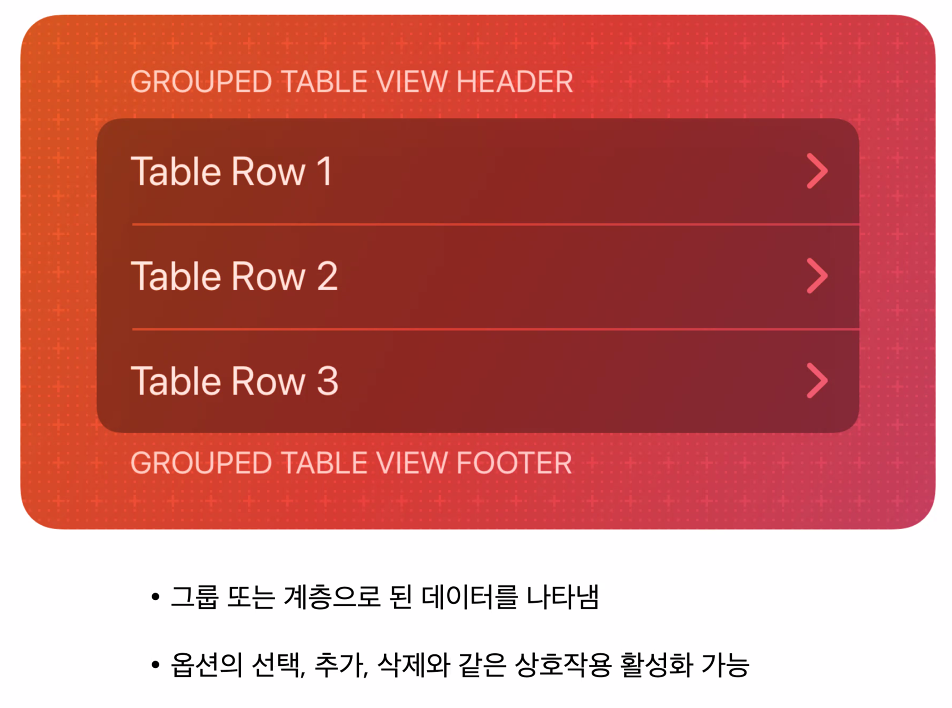 GROUPED TABLE VIEW HEADER
Table Row 1
Table Row 2
Table Row 3
GROUPED TABLE VIEW FOOTER
• 그룹 또는 계층으로 된 데이터를 나타냄
• 옵션의 선택, 추가, 삭제와 같은 상호작용 활성화 가능